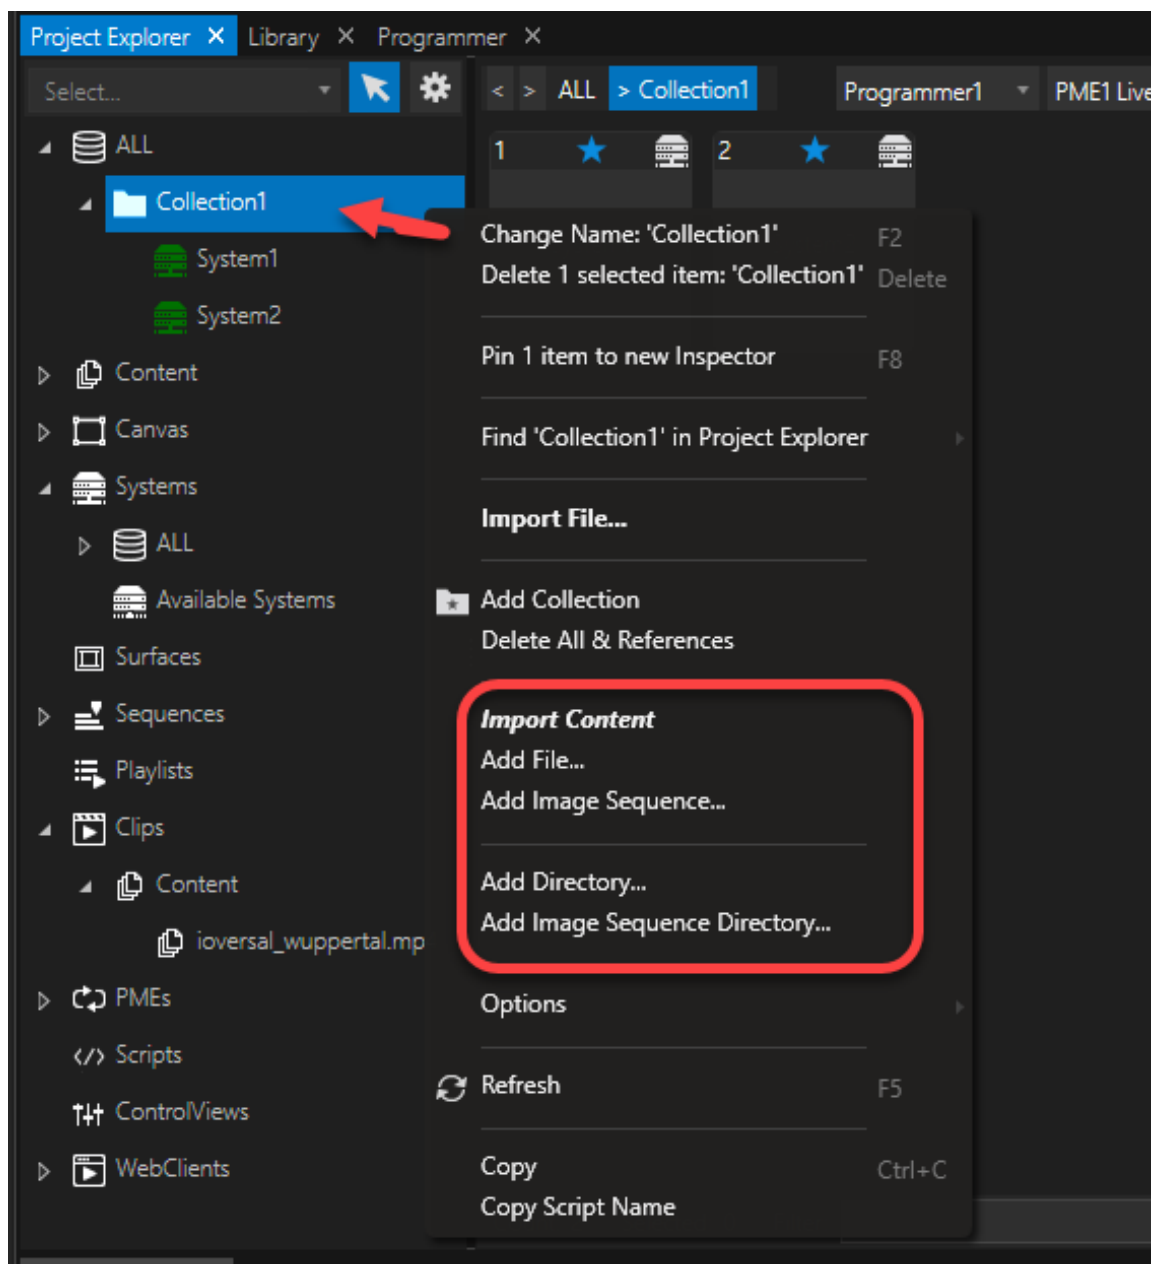 Project Explorer × Library × Programmer ×
Select...
< > ALL > Collection1 Programmer1 PME1 Live
ALL
1 2
Collection1
System1
System2
Content
Canvas
Systems
ALL
Available Systems
Surfaces
Sequences
Playlists
Clips
Content
ioversal_wuppertal.mp
PMEs
Scripts
ControlViews
WebClients
Change Name: 'Collection1' F2
Delete 1 selected item: 'Collection1' Delete
Pin 1 item to new Inspector F8
Find 'Collection1' in Project Explorer
Import File...
Add Collection
Delete All & References
Import Content
Add File...
Add Image Sequence...
Add Directory...
Add Image Sequence Directory...
Options
Refresh F5
Copy Ctrl+C
Copy Script Name